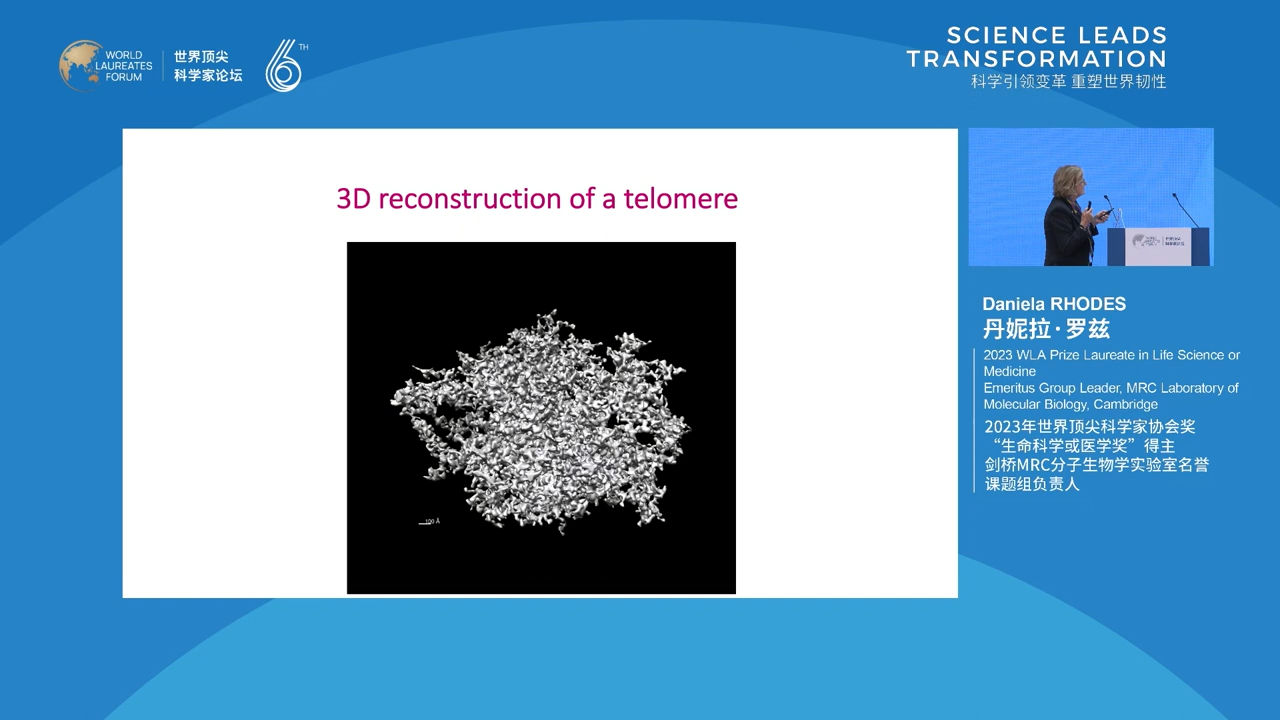 WORLD
LAUREATES
FORUM
世界顶尖
科学家论坛
6TH
SCIENCE LEADS
TRANSFORMATION
科学引领变革 重塑世界韧性
3D reconstruction of a telomere
100 Å
Daniela RHODES
丹妮拉·罗兹
2023 WLA Prize Laureate in Life Science or
Medicine
Emeritus Group Leader, MRC Laboratory of
Molecular Biology, Cambridge
2023年世界顶尖科学家协会奖
“生命科学或医学奖”得主
剑桥MRC分子生物学实验室名誉
课题组负责人